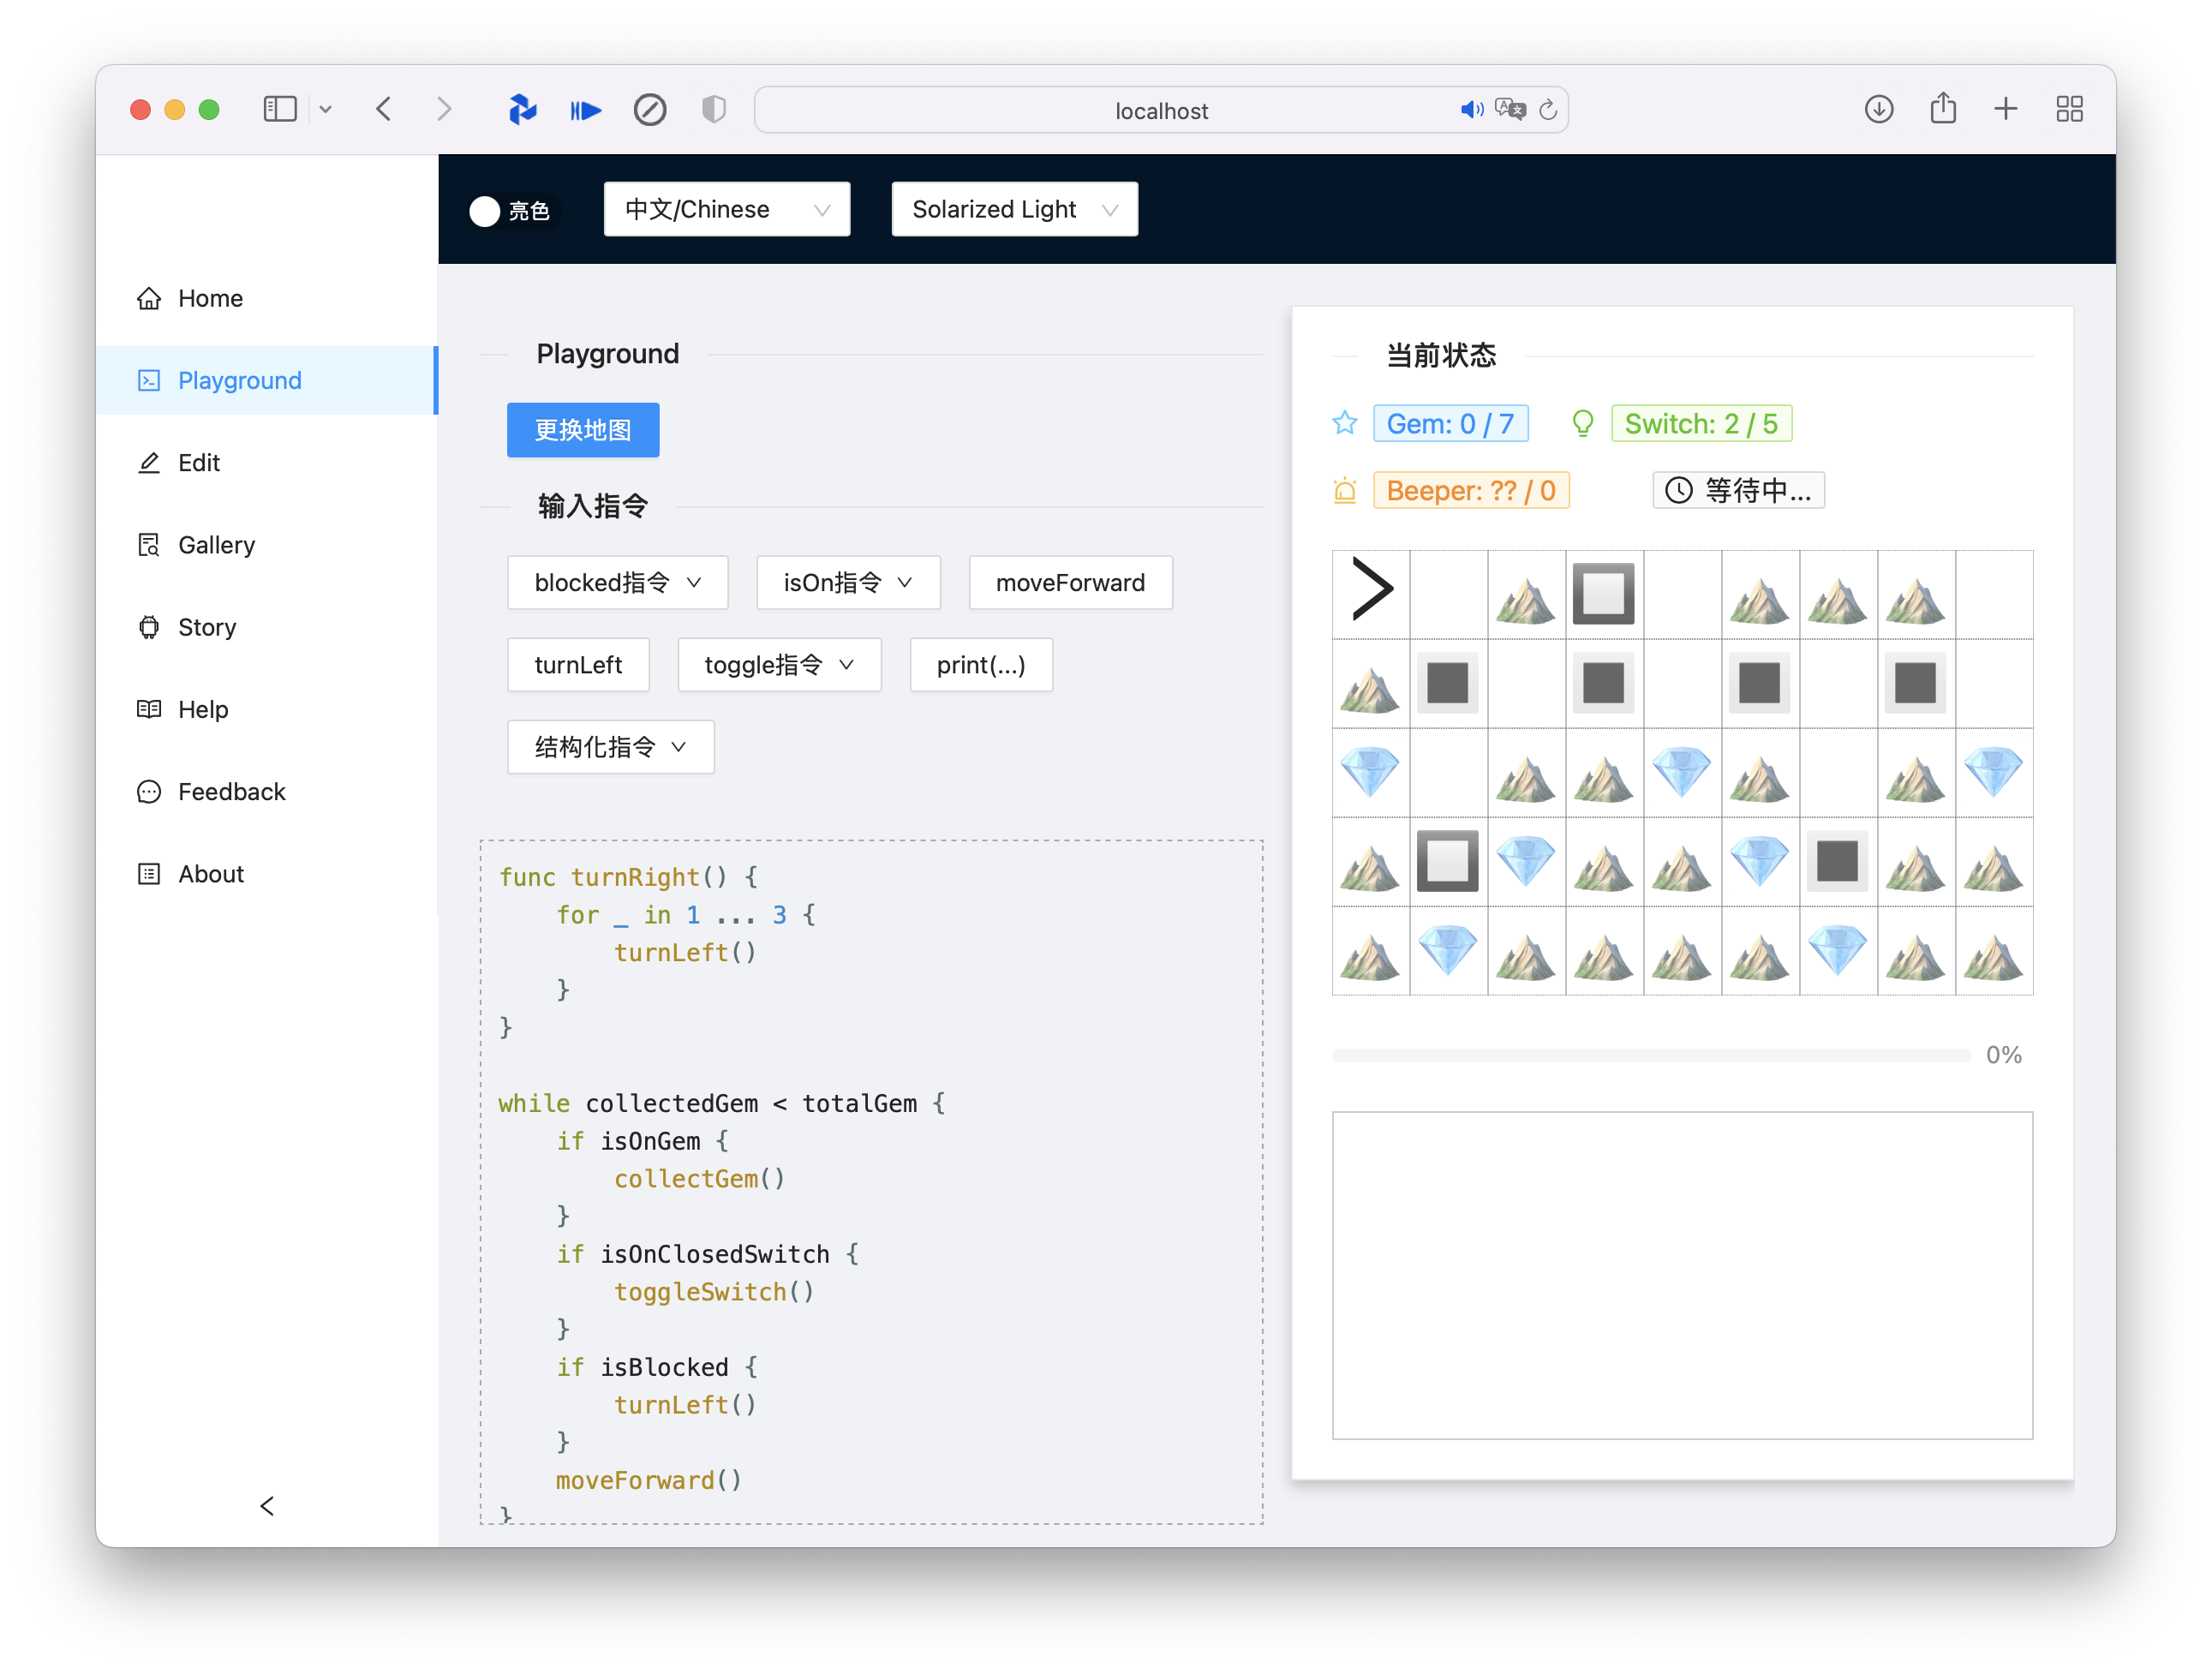 localhost
亮色
中文/Chinese
Solarized Light
Home
Playground
Edit
Gallery
Story
Help
Feedback
About
Playground
更换地图
输入指令
blocked指令
isOn指令
moveForward
turnLeft
toggle指令
print(...)
结构化指令
func turnRight() {
    for _ in 1 ... 3 {
        turnLeft()
    }
}
while collectedGem < totalGem {
    if isOnGem {
        collectGem()
    }
    if isOnClosedSwitch {
        toggleSwitch()
    }
    if isBlocked {
        turnLeft()
    }
    moveForward()
}
当前状态
Gem: 0 / 7
Switch: 2 / 5
Beeper: ?? / 0
等待中...
0%